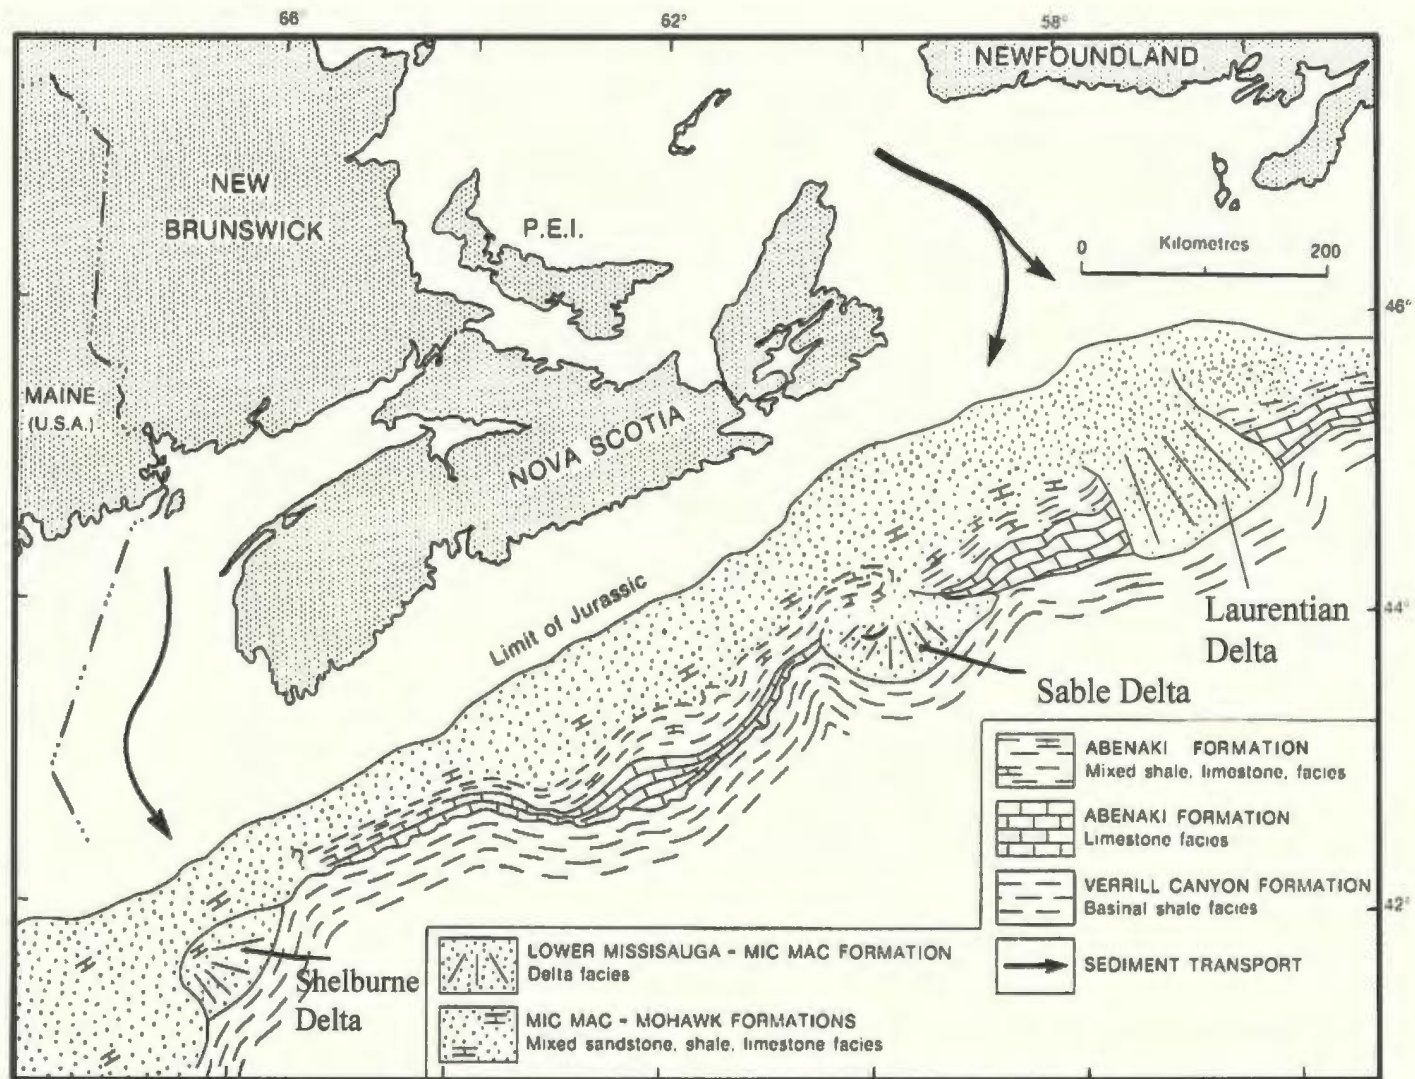 66°
62°
58°
NEWFOUNDLAND
NEW
BRUNSWICK
P.E.I.
0 Kilometres 200
46°
MAINE
(U.S.A.)
NOVA SCOTIA
Limit of Jurassic
44°
Laurentian
Delta
Sable Delta
ABENAKI FORMATION
Mixed shale, limestone, facies
ABENAKI FORMATION
Limestone facies
VERRILL CANYON FORMATION
Basinal shale facies
42°
SEDIMENT TRANSPORT
Shelburne
Delta
LOWER MISSISAUGA - MIC MAC FORMATION
Delta facies
MIC MAC - MOHAWK FORMATIONS
Mixed sandstone, shale, limestone facies